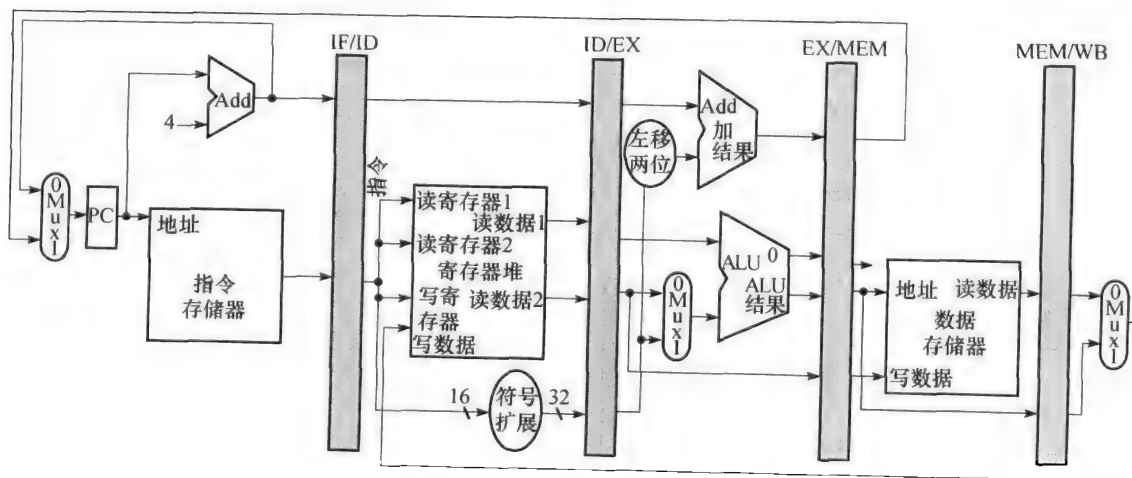 IF/ID
ID/EX
EX/MEM
MEM/WB
Add
4
0
Mux
1
PC
地址
指令
存储器
指令
读寄存器1
读数据1
读寄存器2
寄存器堆
写寄
存器
读数据2
写数据
16
符号
扩展
32
左移
两位
Add
加
结果
0
Mux
1
ALU
0
ALU
结果
地址
读数据
数据
存储器
写数据
0
Mux
1